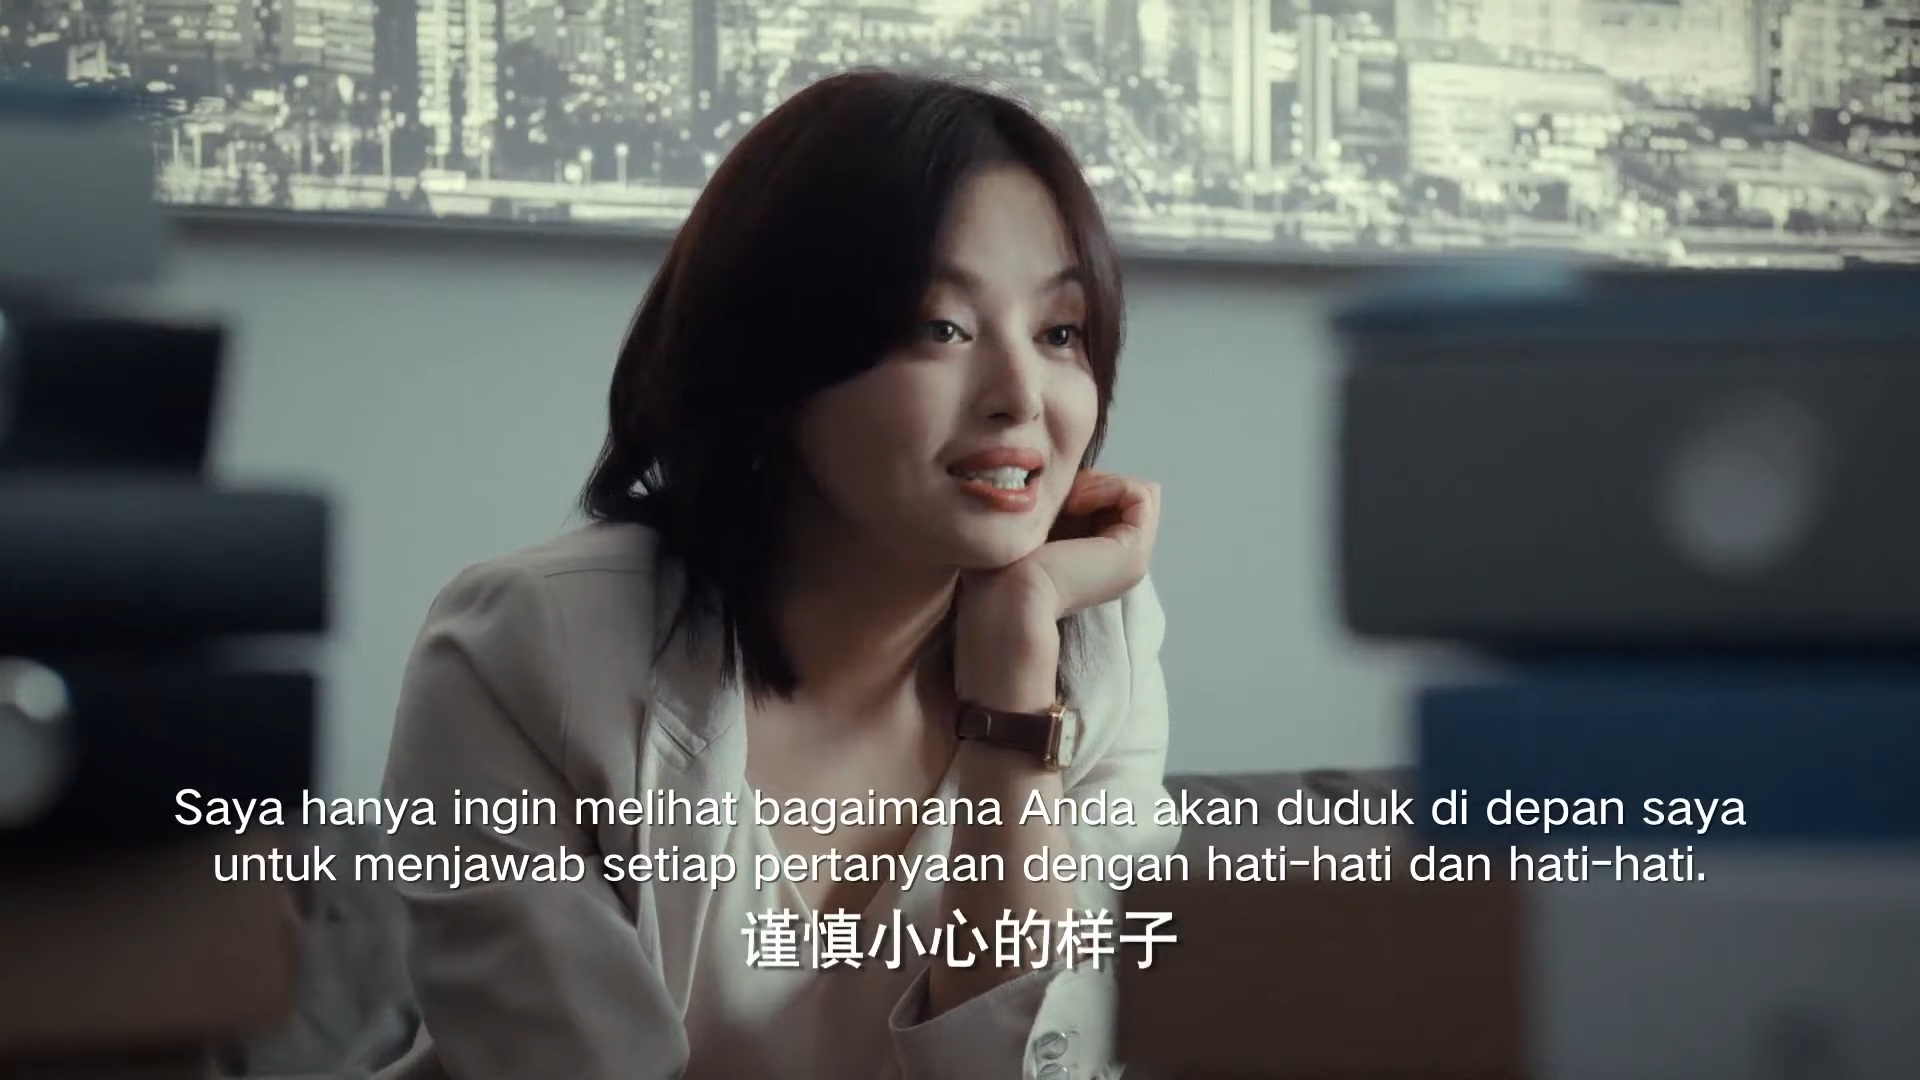 Saya hanya ingin melihat bagaimana Anda akan duduk di depan saya
untuk menjawab setiap pertanyaan dengan hati-hati dan hati-hati.
谨慎小心的样子